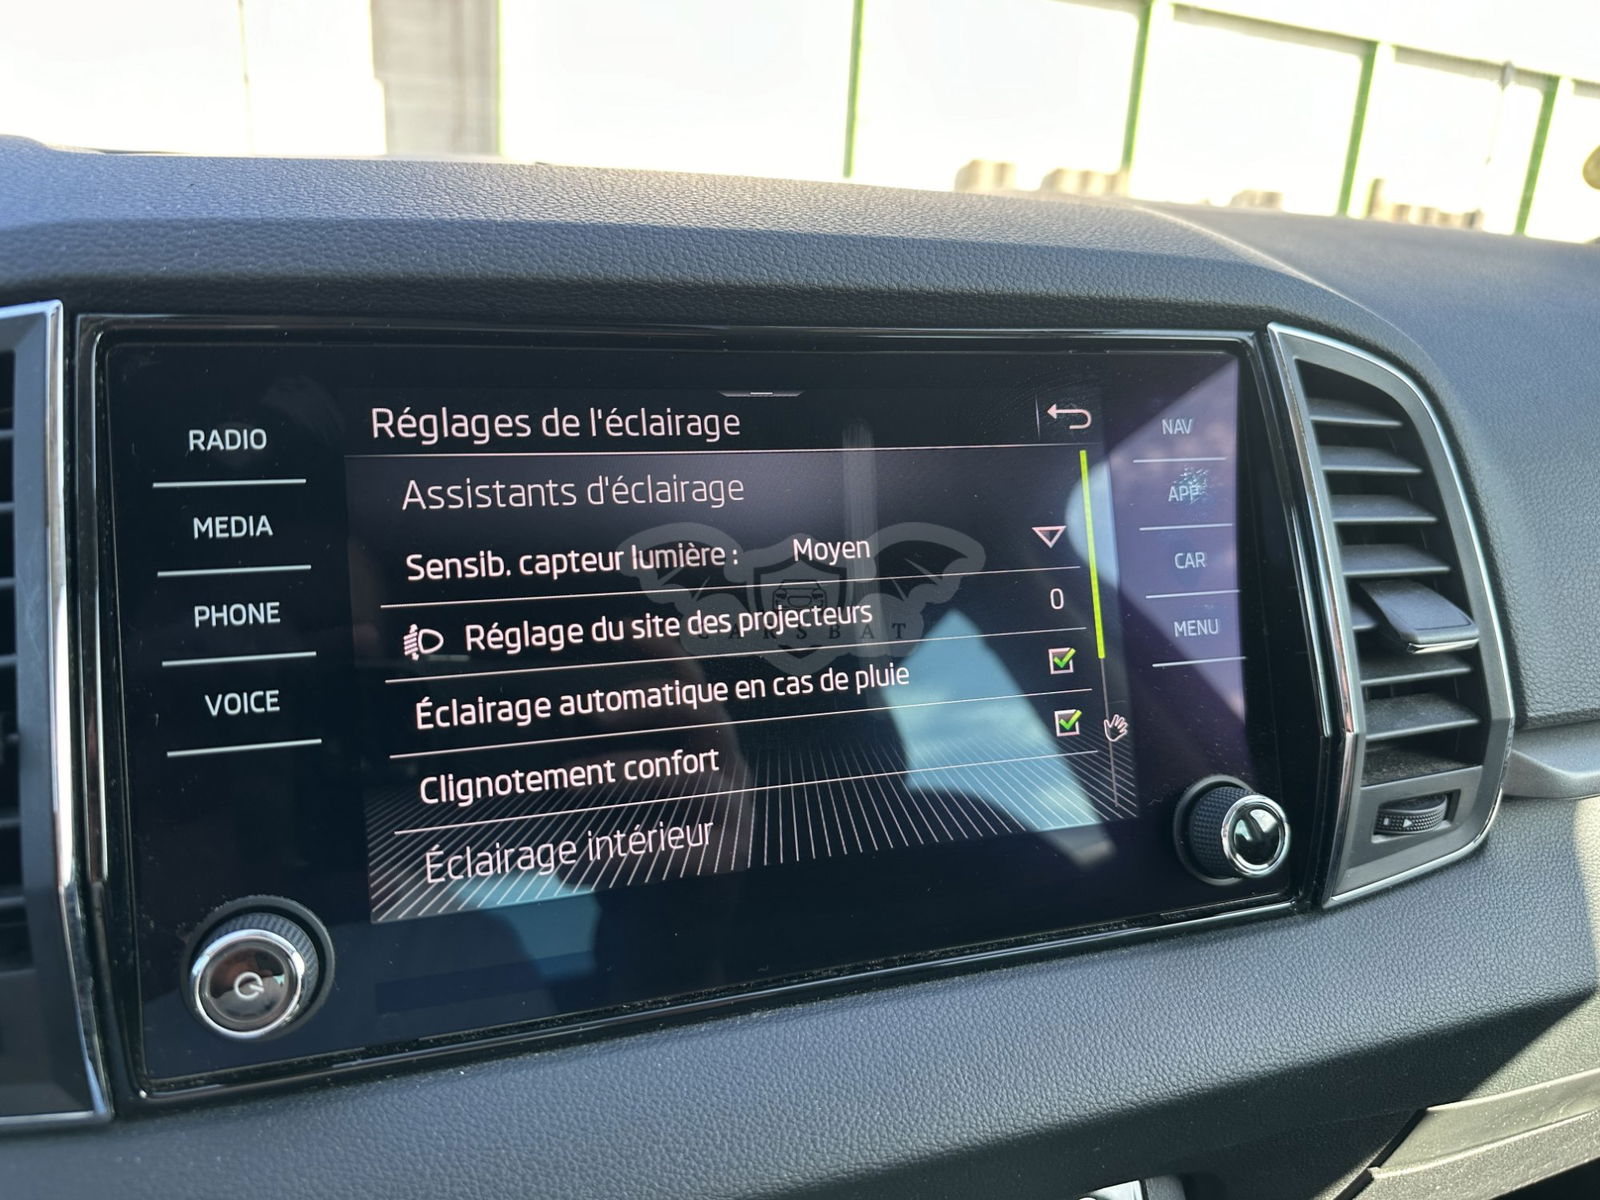 Réglages de l'éclairage
RADIO
MEDIA
PHONE
VOICE
Assistants d'éclairage
Sensib. capteur lumière : Moyen
Réglage du site des projecteurs 0
Éclairage automatique en cas de pluie
Clignotement confort
Éclairage intérieur
NAV
APP
CAR
MENU
CARSBAT